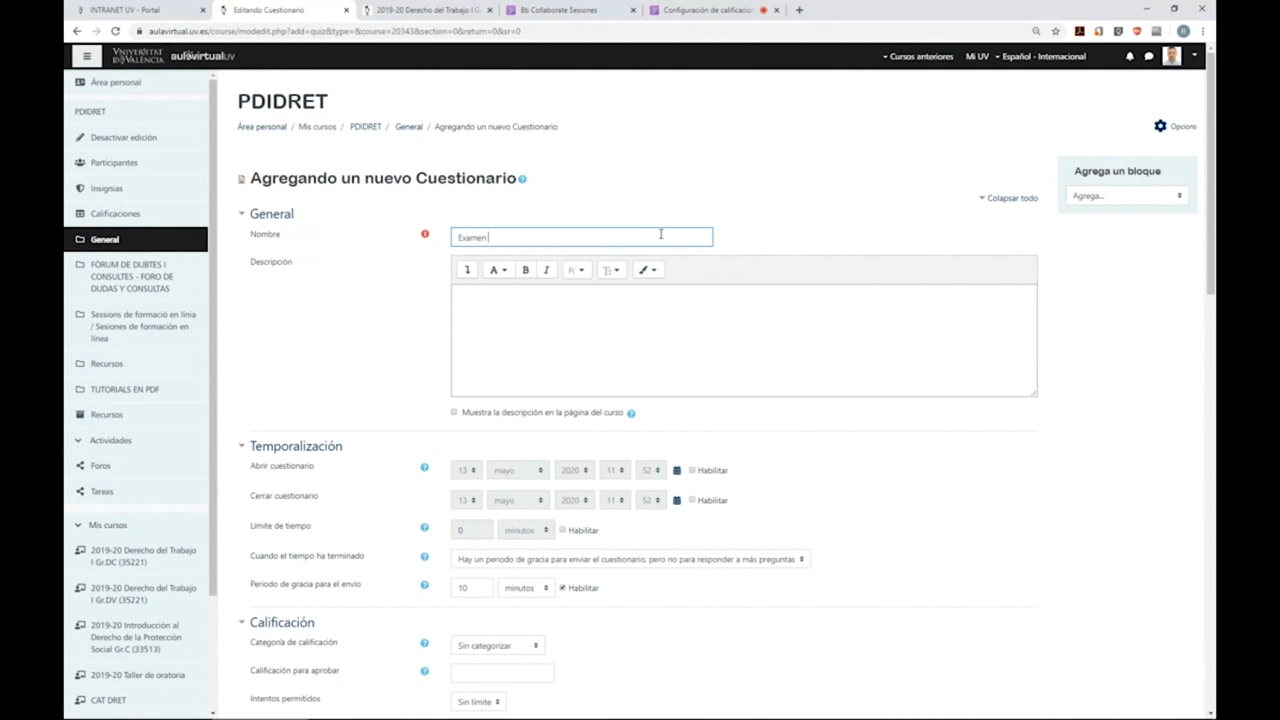 INTRANET UV - Portal
Editando Cuestionario
2019-20 Derecho del Trabajo I G
Bb Collaborate Sesiones
Configuración de calificacio
aulavirtual.uv.es/course/modedit.php?add=quiz&type=&course=20343&section=0&return=0&sr=0
VNIVERSITAT DE VALÈNCIA aulavirtualuv
Cursos anteriores Mi UV Español - Internacional
Área personal
PDIDRET
Desactivar edición
Participantes
Insignias
Calificaciones
General
FÒRUM DE DUBTES I
CONSULTES - FORO DE
DUDAS Y CONSULTAS
Sessions de formació en línia
/ Sesiones de formación en
línea
Recursos
TUTORIALS EN PDF
Recursos
Actividades
Foros
Tareas
Mis cursos
2019-20 Derecho del Trabajo
I Gr.DC (35221)
2019-20 Derecho del Trabajo
I Gr.DV (35221)
2019-20 Introducción al
Derecho de la Protección
Social Gr.C (33513)
2019-20 Taller de oratoria
CAT DRET
PDIDRET
Área personal / Mis cursos / PDIDRET / General / Agregando un nuevo Cuestionario
Opcions
Agregando un nuevo Cuestionario
Colapsar todo
Agrega un bloque
Agrega...
General
Nombre
Examen
Descripción
A B I
Muestra la descripción en la página del curso
Temporalización
Abrir cuestionario 13 mayo 2020 11 52 Habilitar
Cerrar cuestionario 13 mayo 2020 11 52 Habilitar
Límite de tiempo 0 minutos Habilitar
Cuando el tiempo ha terminado Hay un periodo de gracia para enviar el cuestionario, pero no para responder a más preguntas
Periodo de gracia para el envío 10 minutos Habilitar
Calificación
Categoría de calificación Sin categorizar
Calificación para aprobar
Intentos permitidos Sin límite